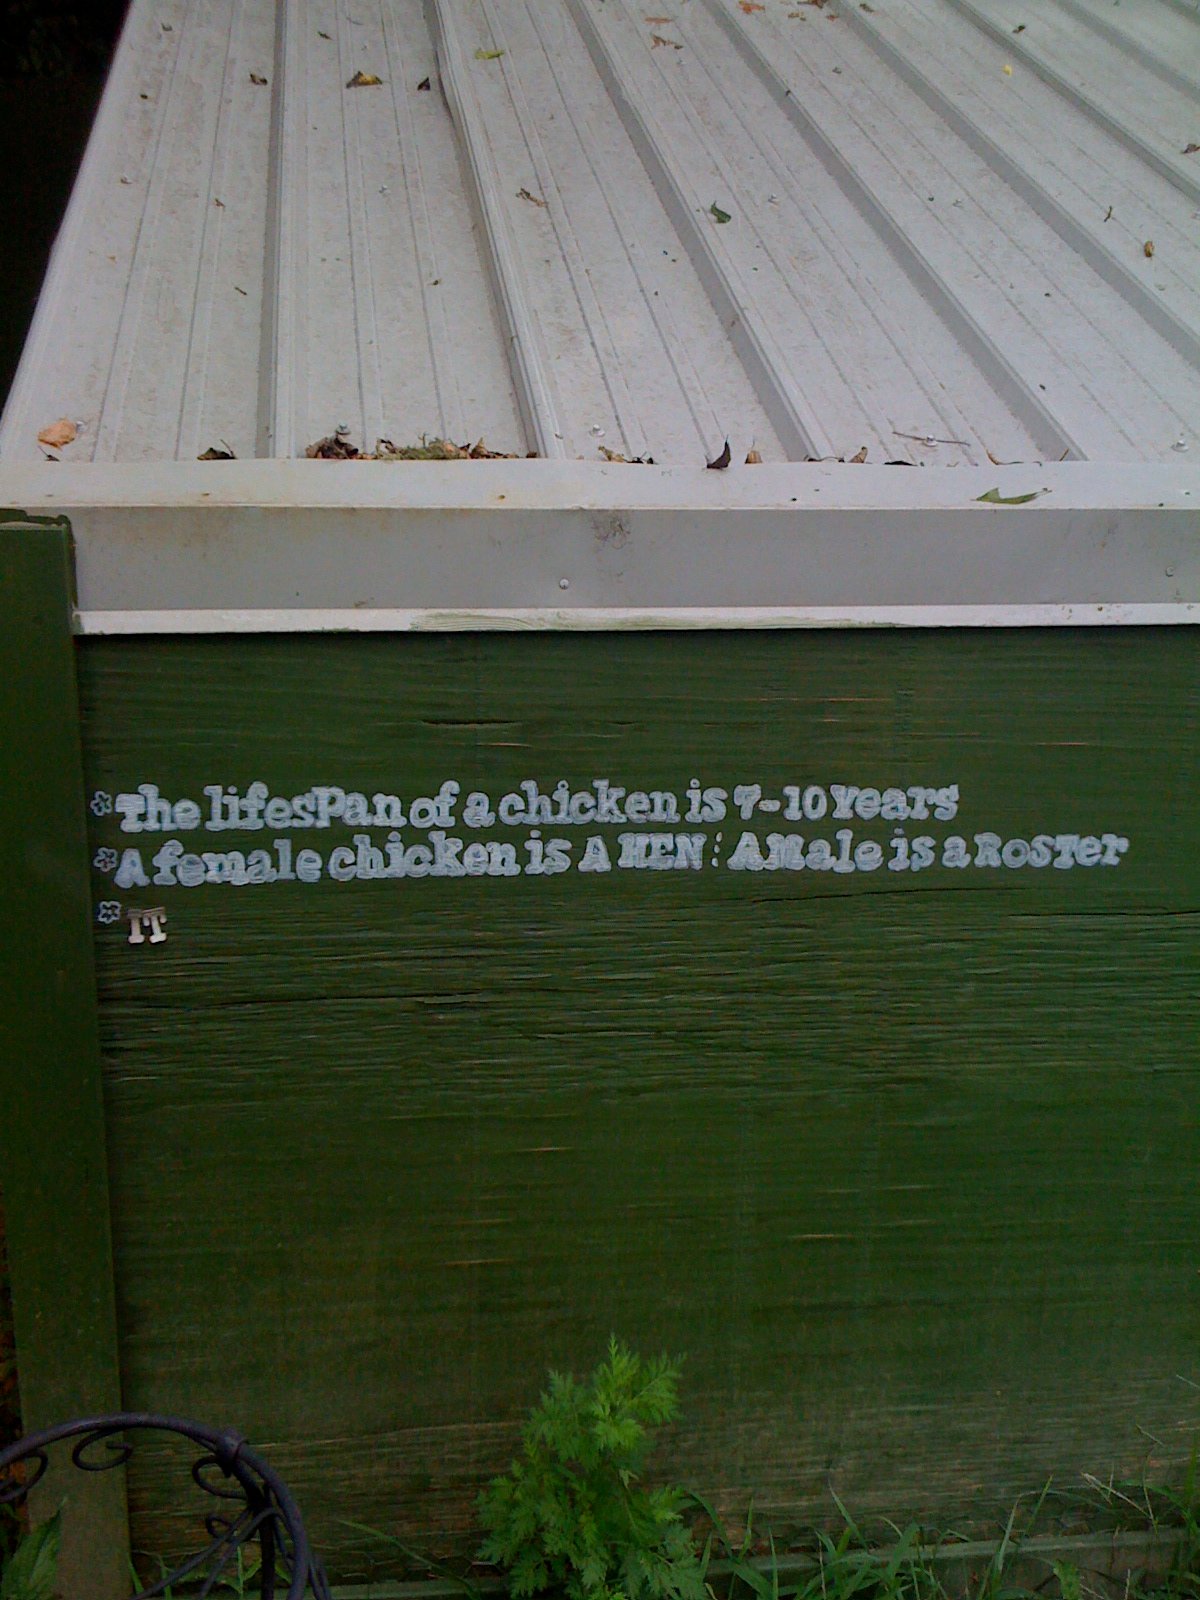 *The lifesPan of a chicken is 7-10 Years
*A female chicken is A HEN : A Male is a RosTer
*IT